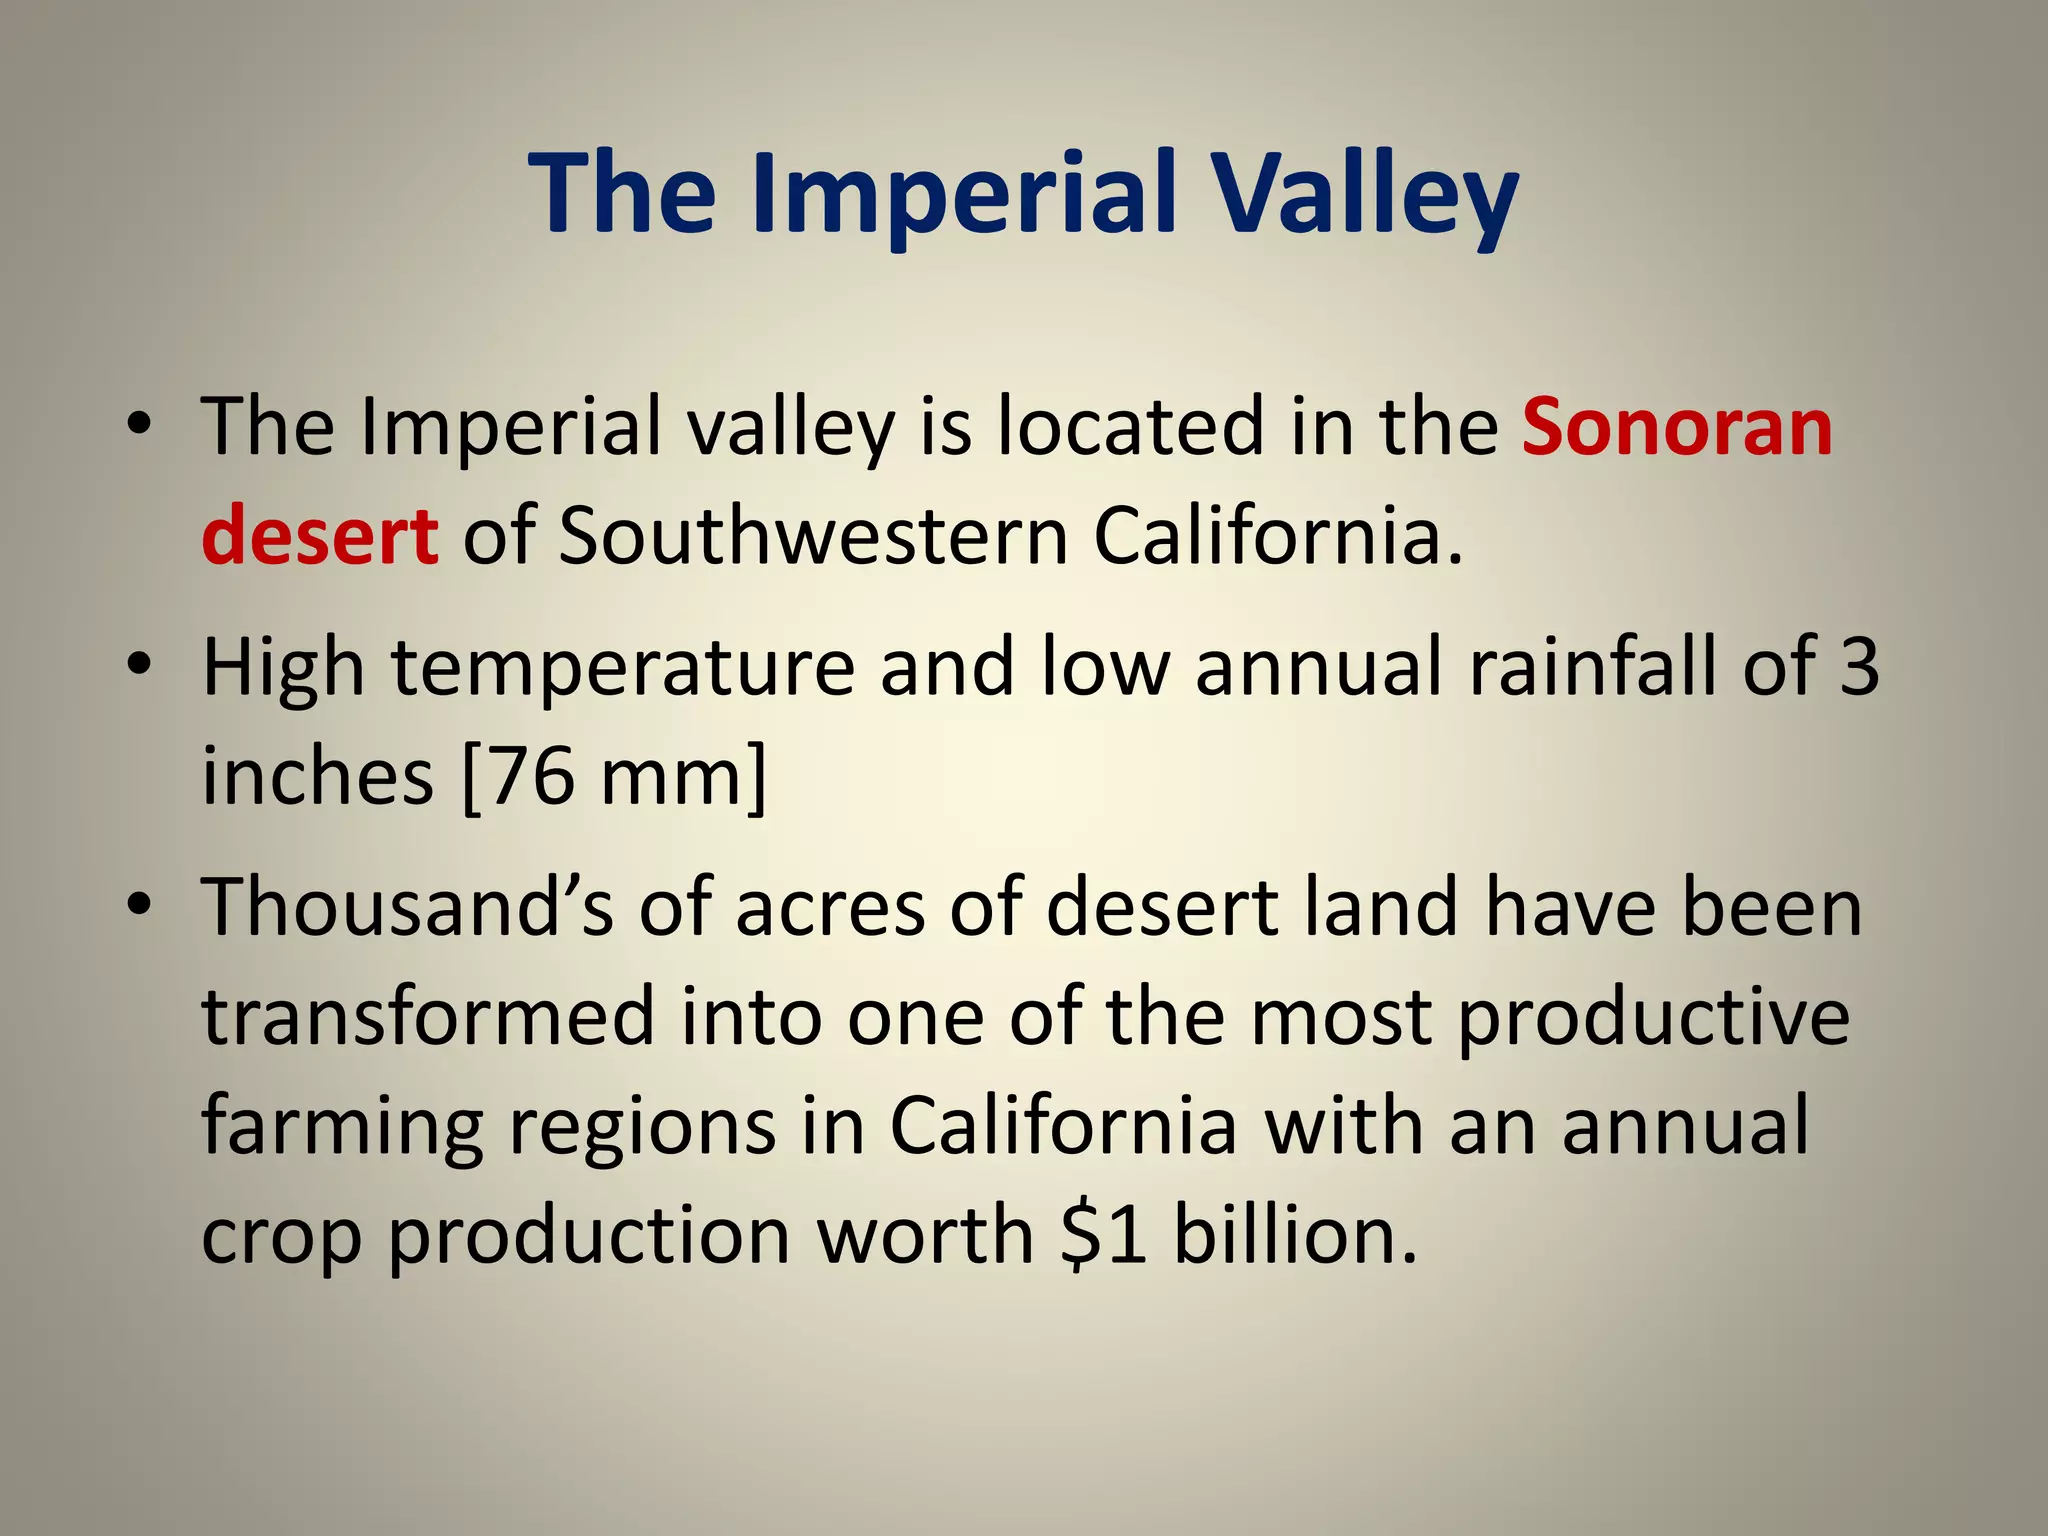 The Imperial Valley
• The Imperial valley is located in the Sonoran
desert of Southwestern California.
• High temperature and low annual rainfall of 3
inches [76 mm]
• Thousand’s of acres of desert land have been
transformed into one of the most productive
farming regions in California with an annual
crop production worth $1 billion.